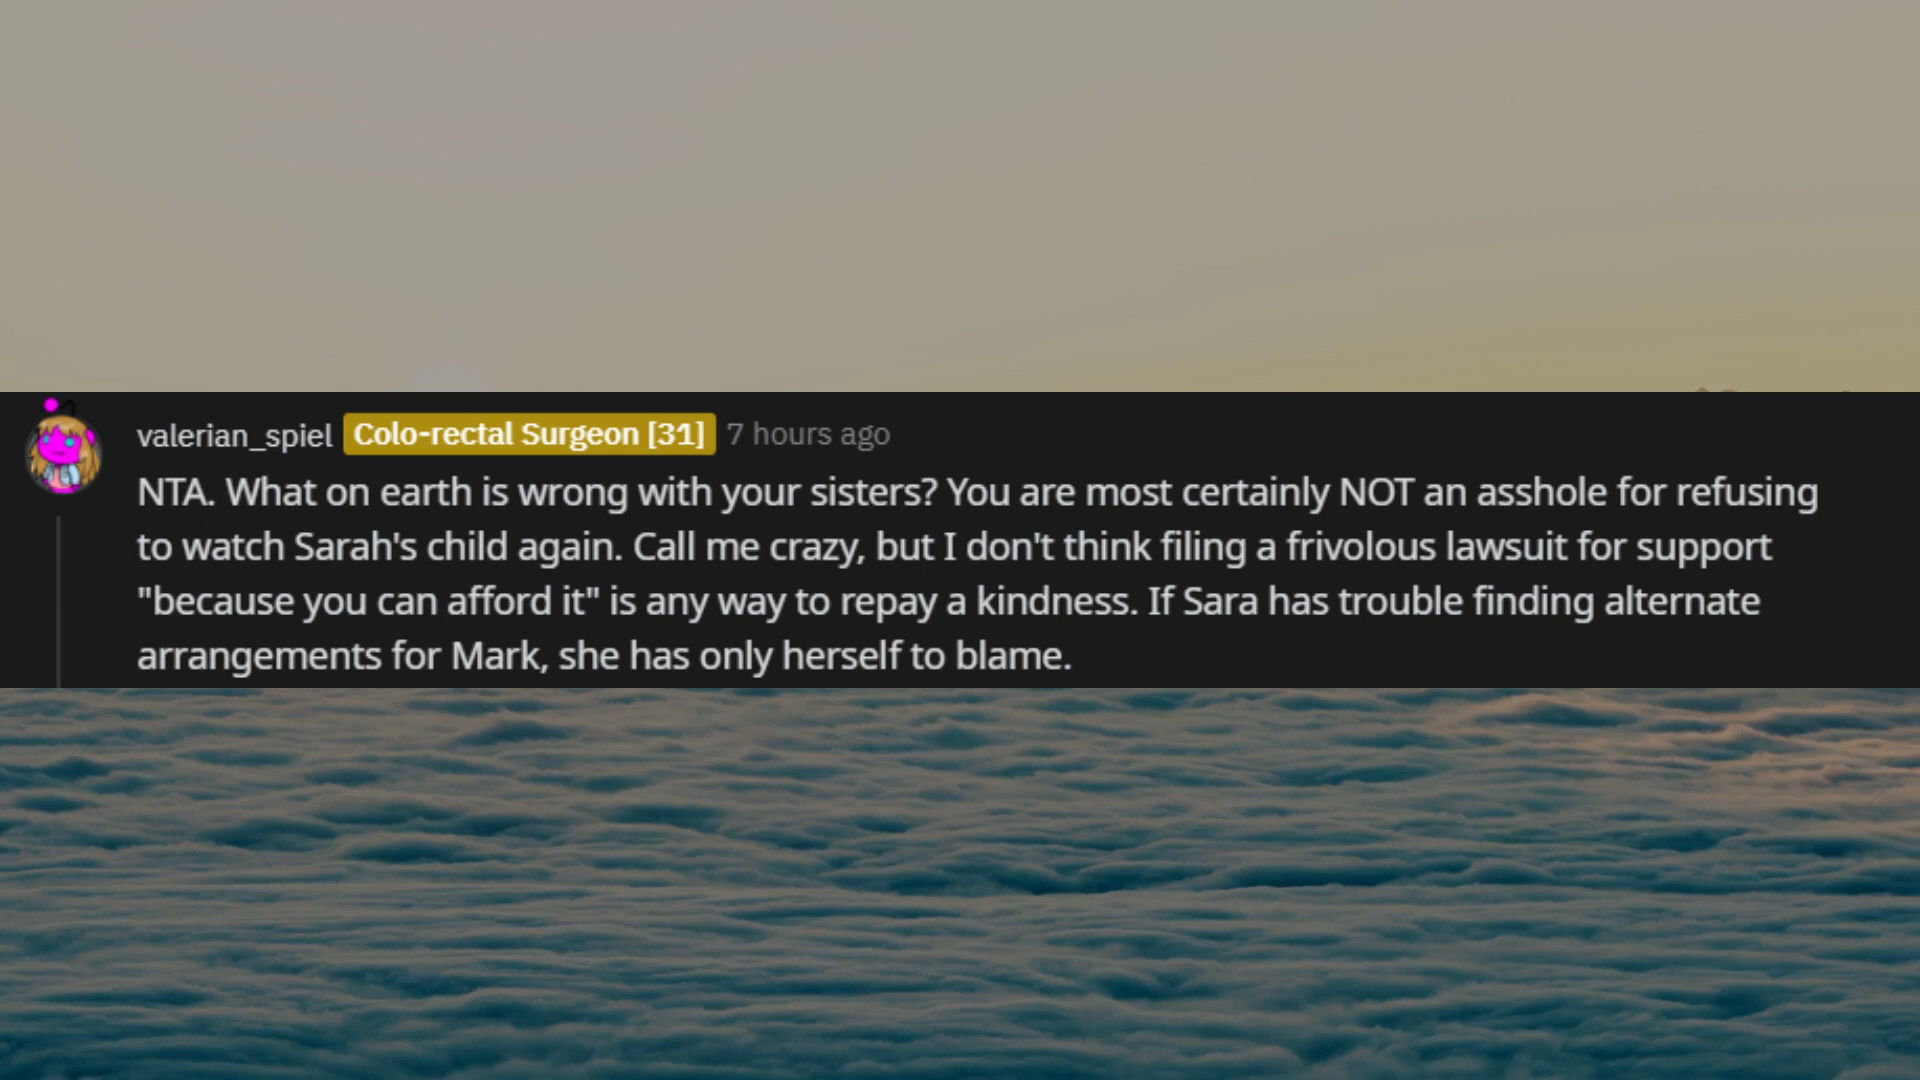 valerian_spiel Colo-rectal Surgeon [31] 7 hours ago
NTA. What on earth is wrong with your sisters? You are most certainly NOT an asshole for refusing
to watch Sarah's child again. Call me crazy, but I don't think filing a frivolous lawsuit for support
"because you can afford it" is any way to repay a kindness. If Sara has trouble finding alternate
arrangements for Mark, she has only herself to blame.